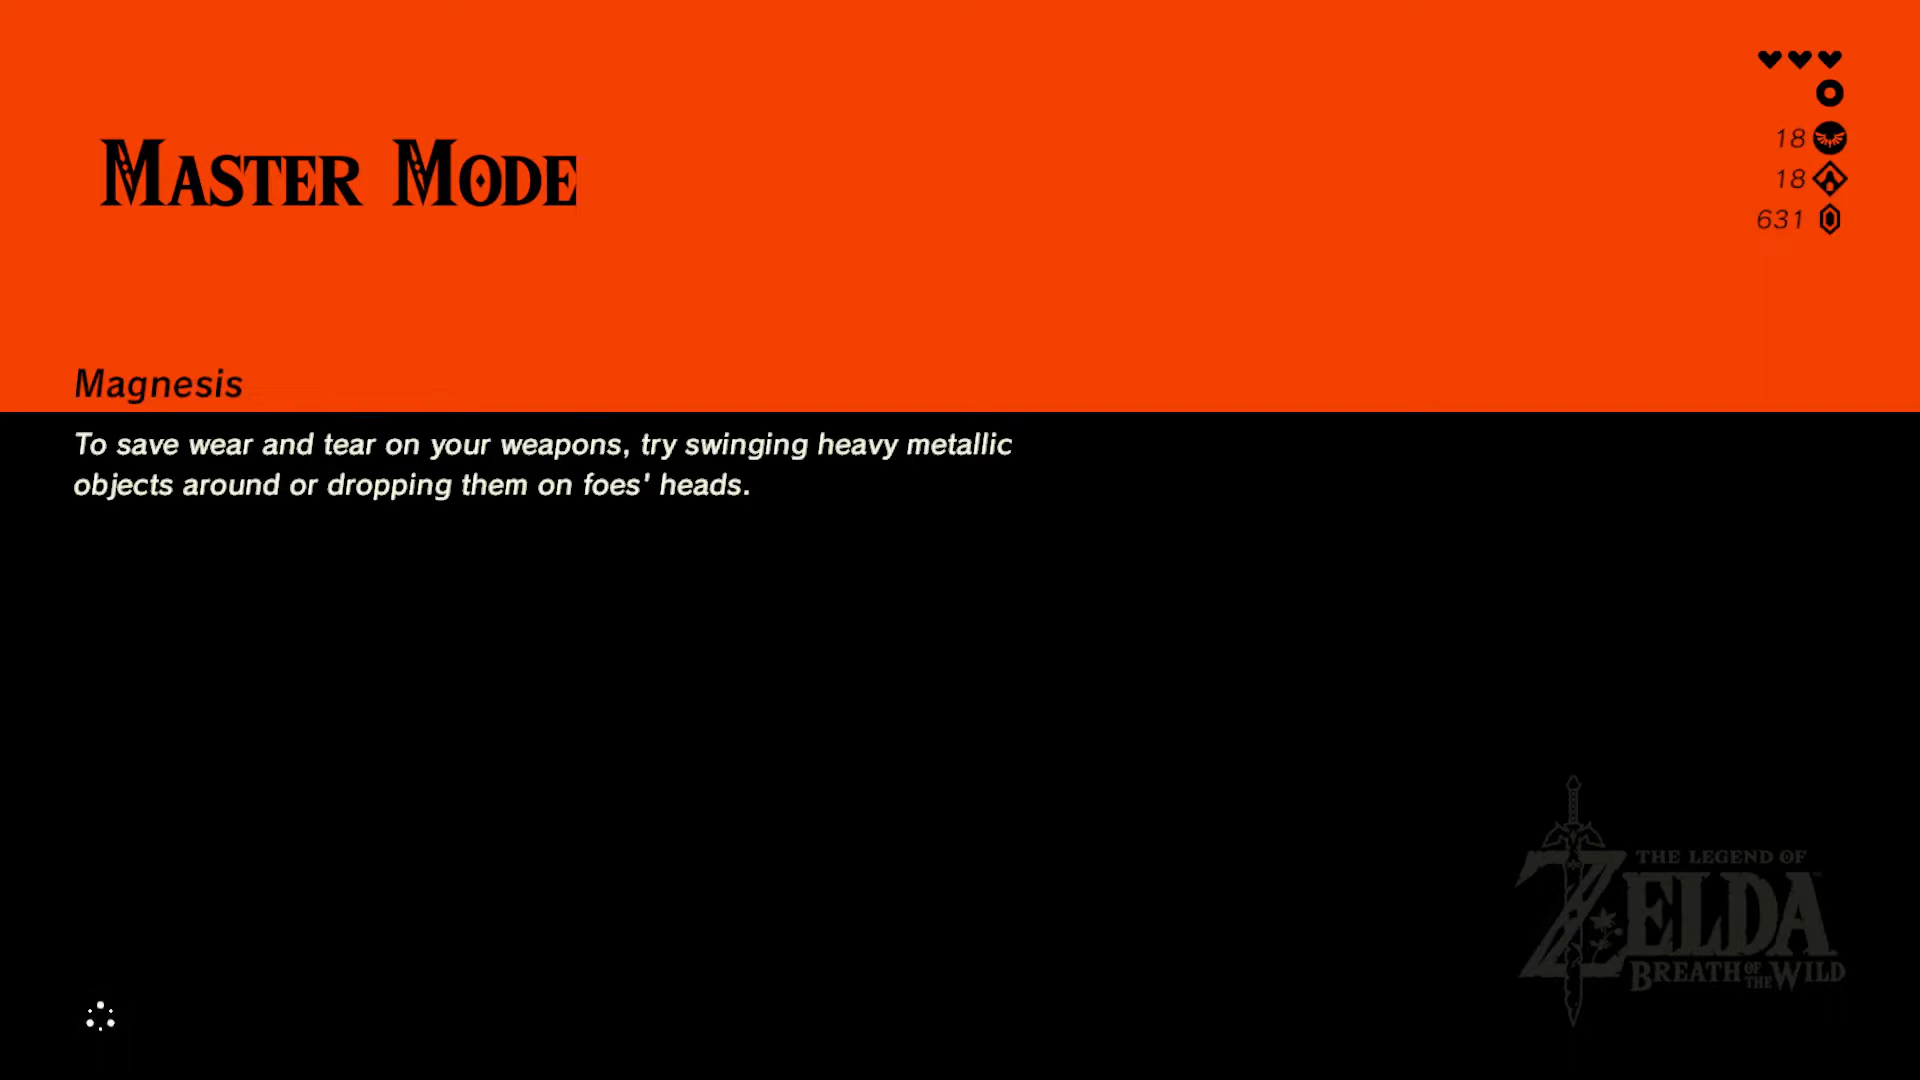 Master Mode
18
18
631
Magnesis
To save wear and tear on your weapons, try swinging heavy metallic
objects around or dropping them on foes' heads.
THE LEGEND OF
ZELDA
BREATH OF THE WILD